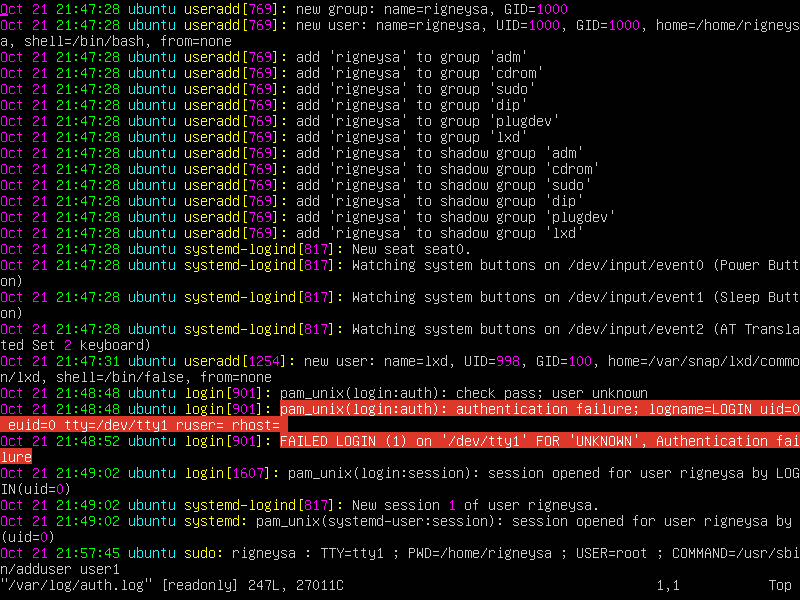 Oct 21 21:47:28 ubuntu useradd[769]: new group: name=rigneysa, GID=1000
Oct 21 21:47:28 ubuntu useradd[769]: new user: name=rigneysa, UID=1000, GID=1000, home=/home/rigneys
a, shell=/bin/bash, from=none
Oct 21 21:47:28 ubuntu useradd[769]: add 'rigneysa' to group 'adm'
Oct 21 21:47:28 ubuntu useradd[769]: add 'rigneysa' to group 'cdrom'
Oct 21 21:47:28 ubuntu useradd[769]: add 'rigneysa' to group 'sudo'
Oct 21 21:47:28 ubuntu useradd[769]: add 'rigneysa' to group 'dip'
Oct 21 21:47:28 ubuntu useradd[769]: add 'rigneysa' to group 'plugdev'
Oct 21 21:47:28 ubuntu useradd[769]: add 'rigneysa' to group 'lxd'
Oct 21 21:47:28 ubuntu useradd[769]: add 'rigneysa' to shadow group 'adm'
Oct 21 21:47:28 ubuntu useradd[769]: add 'rigneysa' to shadow group 'cdrom'
Oct 21 21:47:28 ubuntu useradd[769]: add 'rigneysa' to shadow group 'sudo'
Oct 21 21:47:28 ubuntu useradd[769]: add 'rigneysa' to shadow group 'dip'
Oct 21 21:47:28 ubuntu useradd[769]: add 'rigneysa' to shadow group 'plugdev'
Oct 21 21:47:28 ubuntu useradd[769]: add 'rigneysa' to shadow group 'lxd'
Oct 21 21:47:28 ubuntu systemd-logind[817]: New seat seat0.
Oct 21 21:47:28 ubuntu systemd-logind[817]: Watching system buttons on /dev/input/event0 (Power Butt
on)
Oct 21 21:47:28 ubuntu systemd-logind[817]: Watching system buttons on /dev/input/event1 (Sleep Butt
on)
Oct 21 21:47:28 ubuntu systemd-logind[817]: Watching system buttons on /dev/input/event2 (AT Transla
ted Set 2 keyboard)
Oct 21 21:47:31 ubuntu useradd[1254]: new user: name=lxd, UID=998, GID=100, home=/var/snap/lxd/commo
n/lxd, shell=/bin/false, from=none
Oct 21 21:48:48 ubuntu login[901]: pam_unix(login:auth): check pass; user unknown
Oct 21 21:48:48 ubuntu login[901]: pam_unix(login:auth): authentication failure; logname=LOGIN uid=0
 euid=0 tty=/dev/tty1 ruser= rhost=
Oct 21 21:48:52 ubuntu login[901]: FAILED LOGIN (1) on '/dev/tty1' FOR 'UNKNOWN', Authentication fai
lure
Oct 21 21:49:02 ubuntu login[1607]: pam_unix(login:session): session opened for user rigneysa by LOG
IN(uid=0)
Oct 21 21:49:02 ubuntu systemd-logind[817]: New session 1 of user rigneysa.
Oct 21 21:49:02 ubuntu systemd: pam_unix(systemd-user:session): session opened for user rigneysa by
(uid=0)
Oct 21 21:57:45 ubuntu sudo: rigneysa : TTY=tty1 ; PWD=/home/rigneysa ; USER=root ; COMMAND=/usr/sbi
n/adduser user1
"/var/log/auth.log" [readonly] 247L, 27011C 1,1 Top